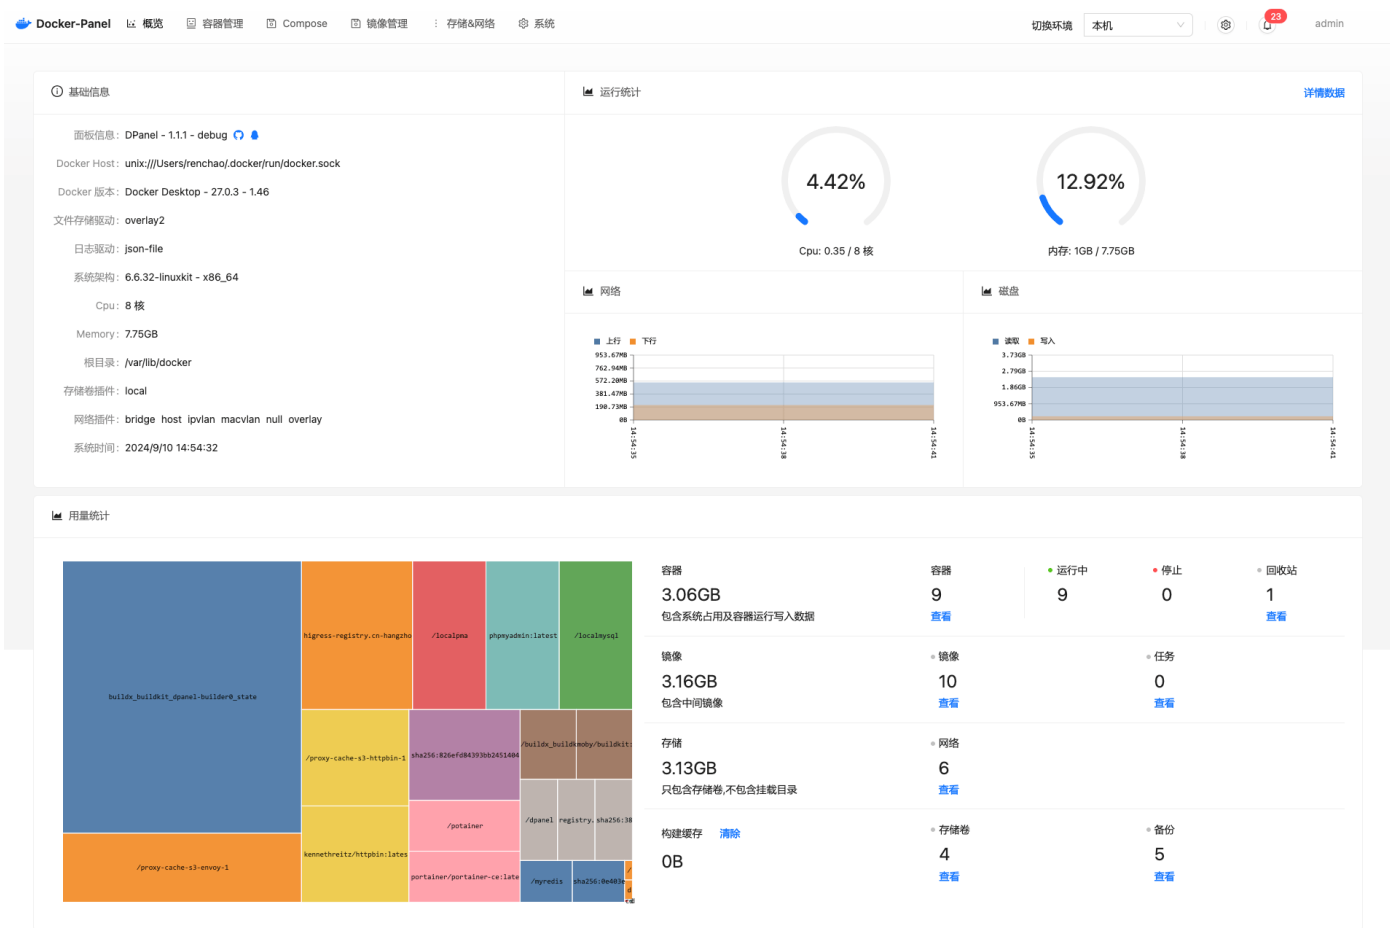 Docker-Panel 概览 容器管理 Compose 镜像管理 存储&网络 系统 切换环境 本机 23 admin
基础信息
面板信息: DPanel - 1.1.1 - debug
Docker Host: unix:///Users/renchao/.docker/run/docker.sock
Docker 版本: Docker Desktop - 27.0.3 - 1.46
文件存储驱动: overlay2
日志驱动: json-file
系统架构: 6.6.32-linuxkit - x86_64
Cpu: 8 核
Memory: 7.75GB
根目录: /var/lib/docker
存储卷插件: local
网络插件: bridge host ipvlan macvlan null overlay
系统时间: 2024/9/10 14:54:32
运行统计 详情数据
4.42% 12.92%
Cpu: 0.35 / 8 核 内存: 1GB / 7.75GB
网络
上行 下行
953.67MB
762.94MB
572.20MB
381.47MB
190.73MB
0B
14:54:35 14:54:38 14:54:41
磁盘
读取 写入
3.73GB
2.79GB
1.86GB
953.67MB
0B
14:54:35 14:54:38 14:54:41
用量统计
buildx_buildkit_dpanel-builder0_state
/proxy-cache-s3-envoy-1
higress-registry.cn-hangzho
/localpma
phpmyadmin:latest
/localmysql
/proxy-cache-s3-httpbin-1
sha256:826efd84393bb2451404
/buildx_buildk
moby/buildkit:
kennethreitz/httpbin:lates
/potainer
portainer/portainer-ce:late
/dpanel
registry.
sha256:38
/myredis
sha256:0e403e
容器 容器 运行中 停止 回收站
3.06GB 9 9 0 1
包含系统占用及容器运行写入数据 查看 查看
镜像 镜像 任务
3.16GB 10 0
包含中间镜像 查看 查看
存储 网络
3.13GB 6
只包含存储卷,不包含挂载目录 查看
构建缓存 清除 存储卷 备份
0B 4 5
查看 查看